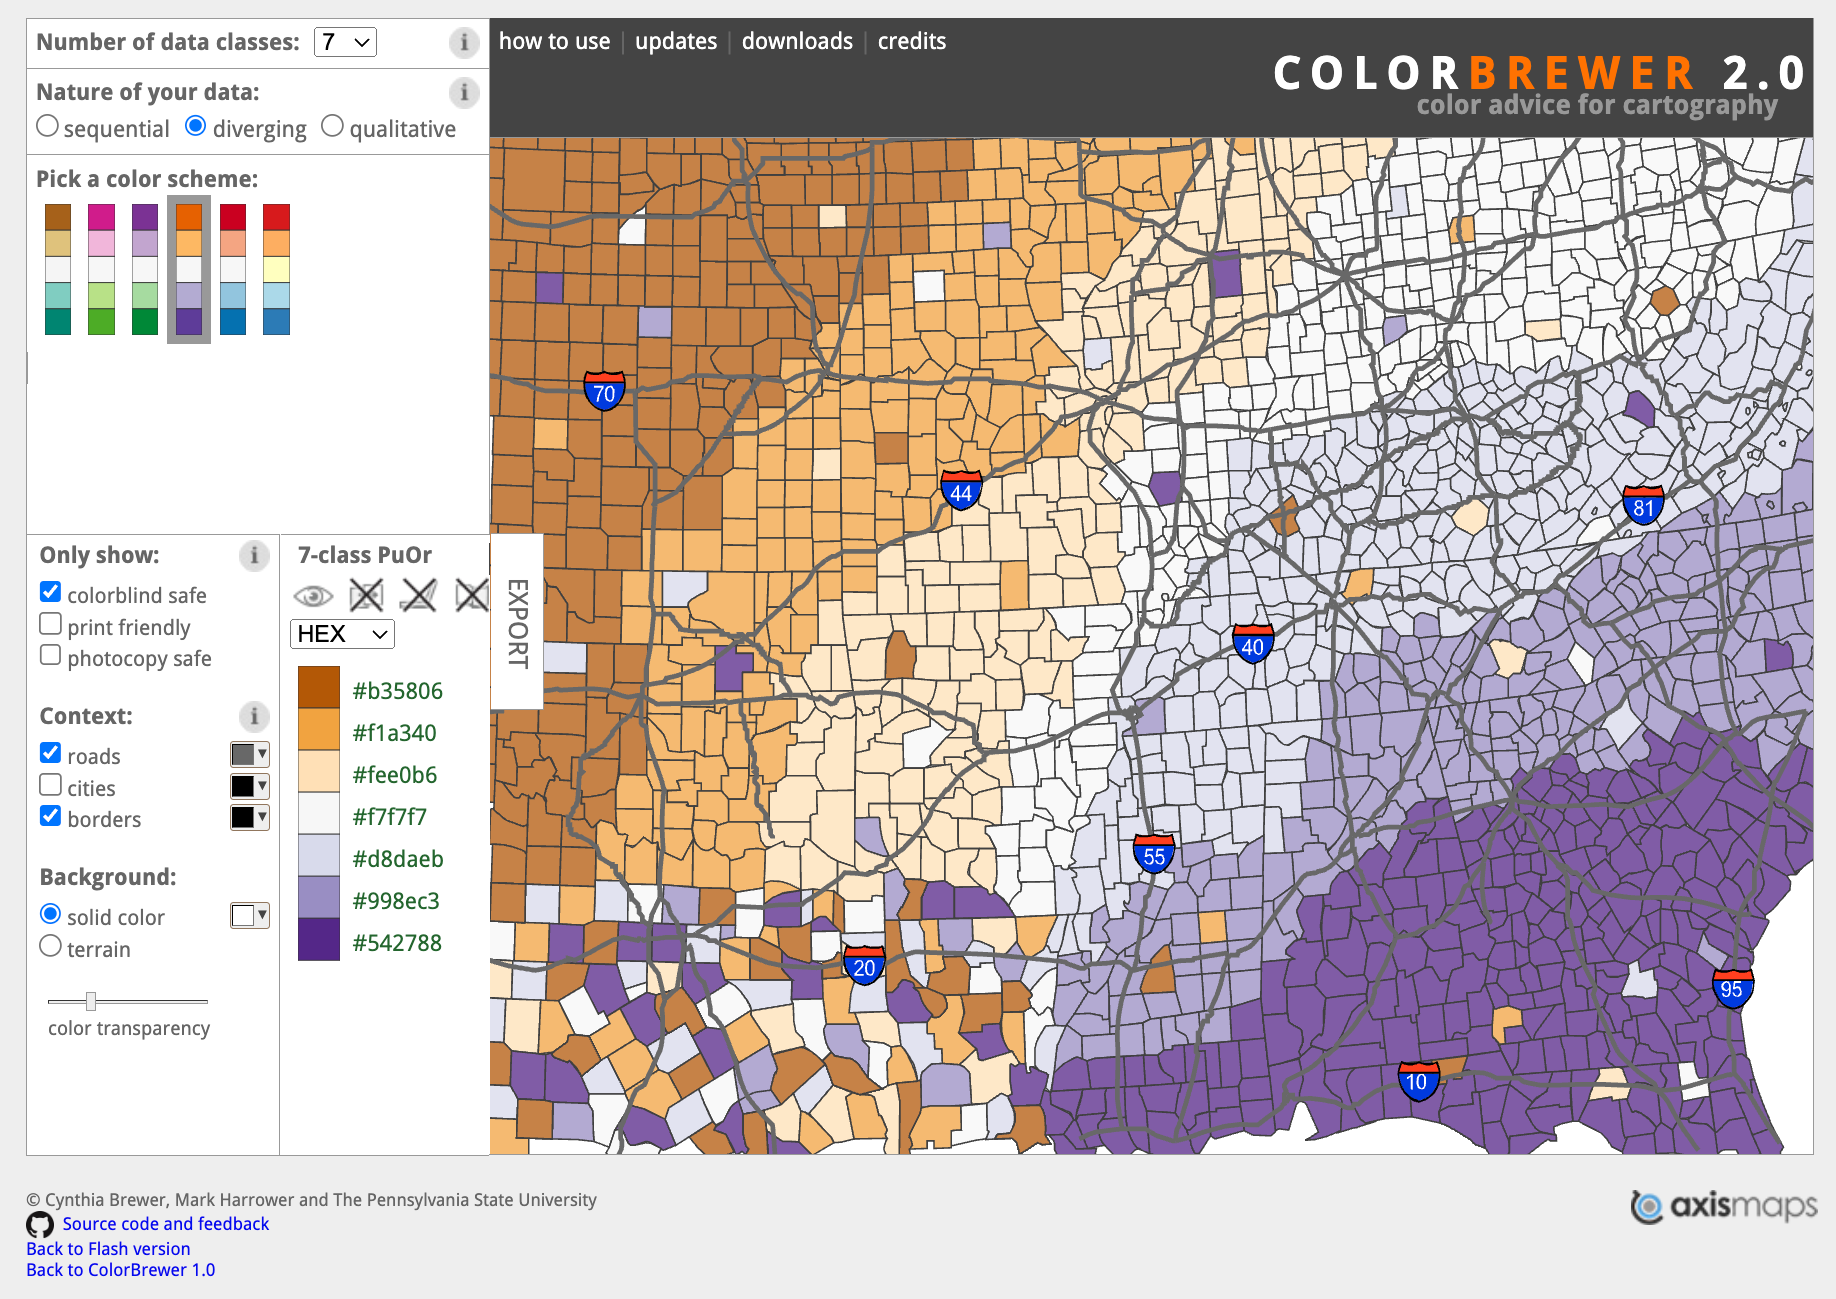 Number of data classes: 7 i
how to use | updates | downloads | credits
COLORBREWER 2.0
color advice for cartography
Nature of your data: i
sequential diverging qualitative
Pick a color scheme:
Only show: i
colorblind safe
print friendly
photocopy safe
Context: i
roads
cities
borders
Background:
solid color
terrain
color transparency
7-class PuOr
HEX
#b35806
#f1a340
#fee0b6
#f7f7f7
#d8daeb
#998ec3
#542788
EXPORT
70
44
81
40
55
20
95
10
© Cynthia Brewer, Mark Harrower and The Pennsylvania State University
Source code and feedback
Back to Flash version
Back to ColorBrewer 1.0
axismaps